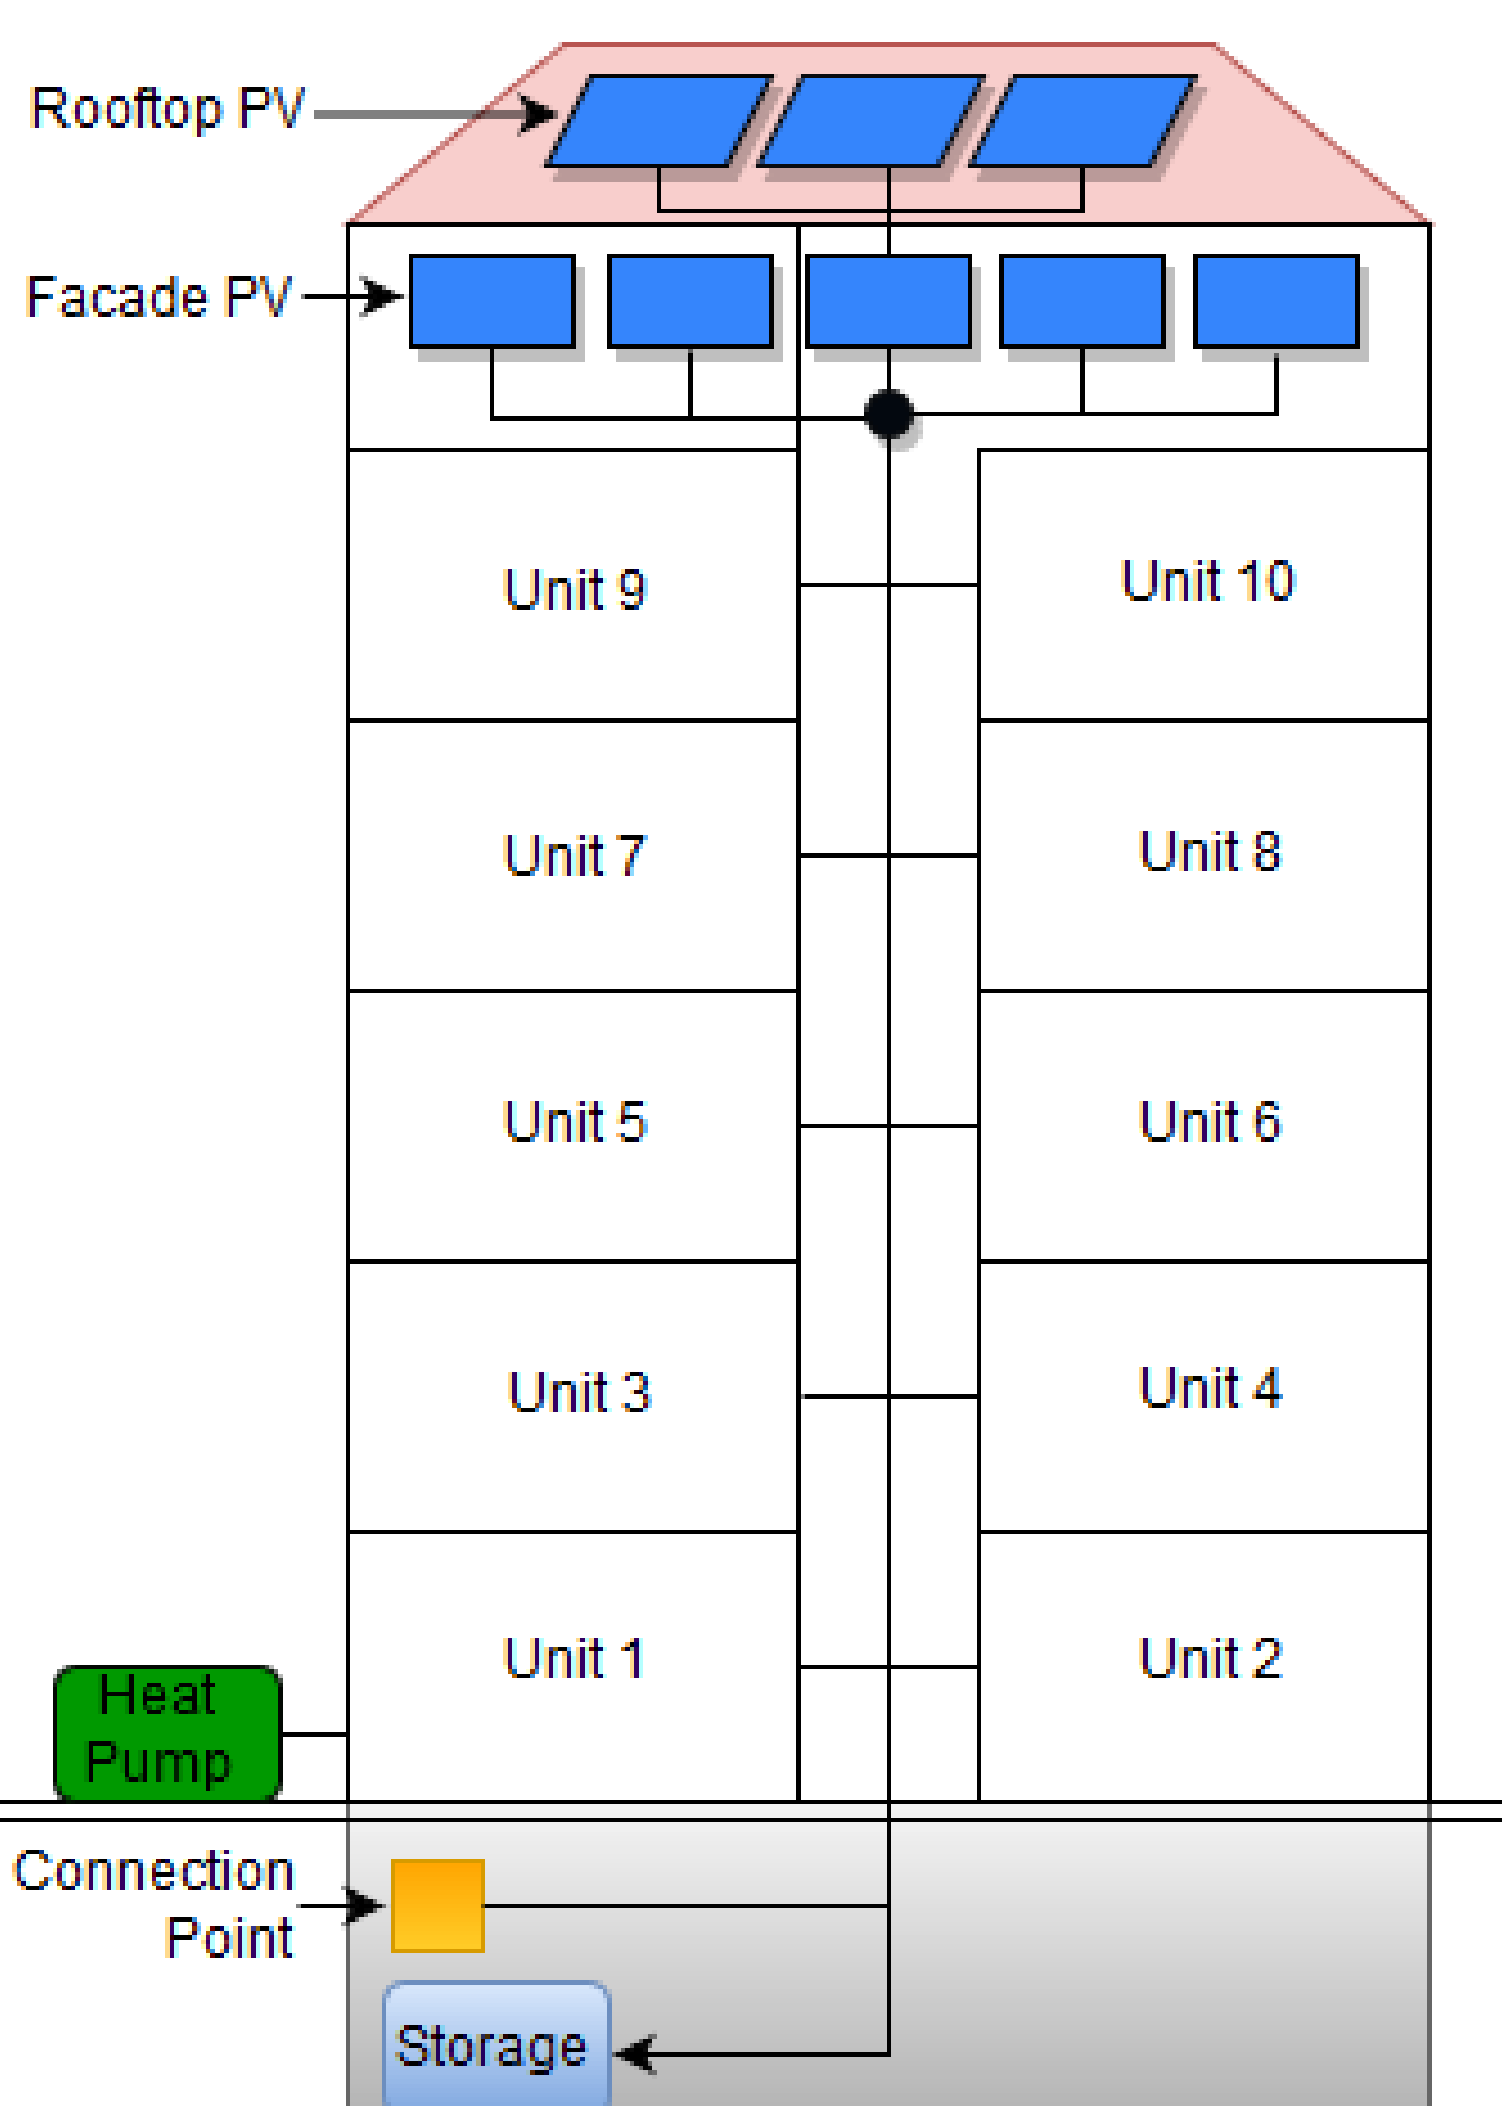 Rooftop PV
Facade PV
Unit 9
Unit 10
Unit 7
Unit 8
Unit 5
Unit 6
Unit 3
Unit 4
Unit 1
Unit 2
Heat
Pump
Connection
Point
Storage